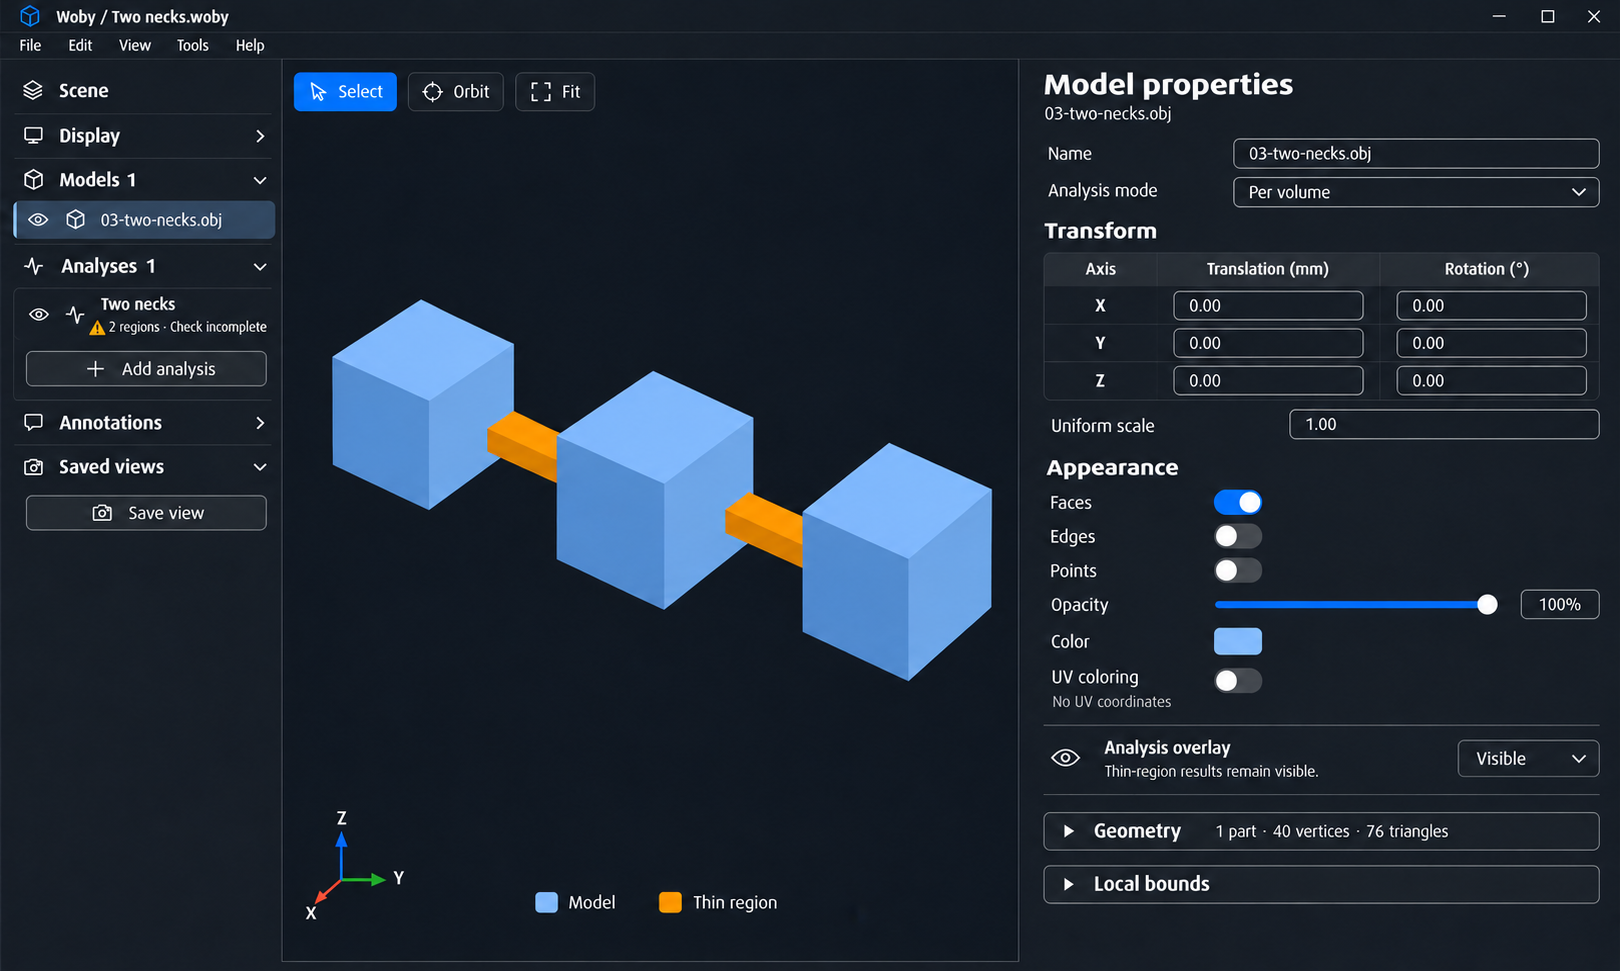 Woby / Two necks.woby
File Edit View Tools Help
Scene
Display
Models 1
03-two-necks.obj
Analyses 1
Two necks
2 regions · Check incomplete
Add analysis
Annotations
Saved views
Save view
Select Orbit Fit
Z
Y
X
Model Thin region
Model properties
03-two-necks.obj
Name 03-two-necks.obj
Analysis mode Per volume
Transform
Axis Translation (mm) Rotation (°)
X 0.00 0.00
Y 0.00 0.00
Z 0.00 0.00
Uniform scale 1.00
Appearance
Faces
Edges
Points
Opacity 100%
Color
UV coloring
No UV coordinates
Analysis overlay
Thin-region results remain visible.
Visible
Geometry 1 part · 40 vertices · 76 triangles
Local bounds